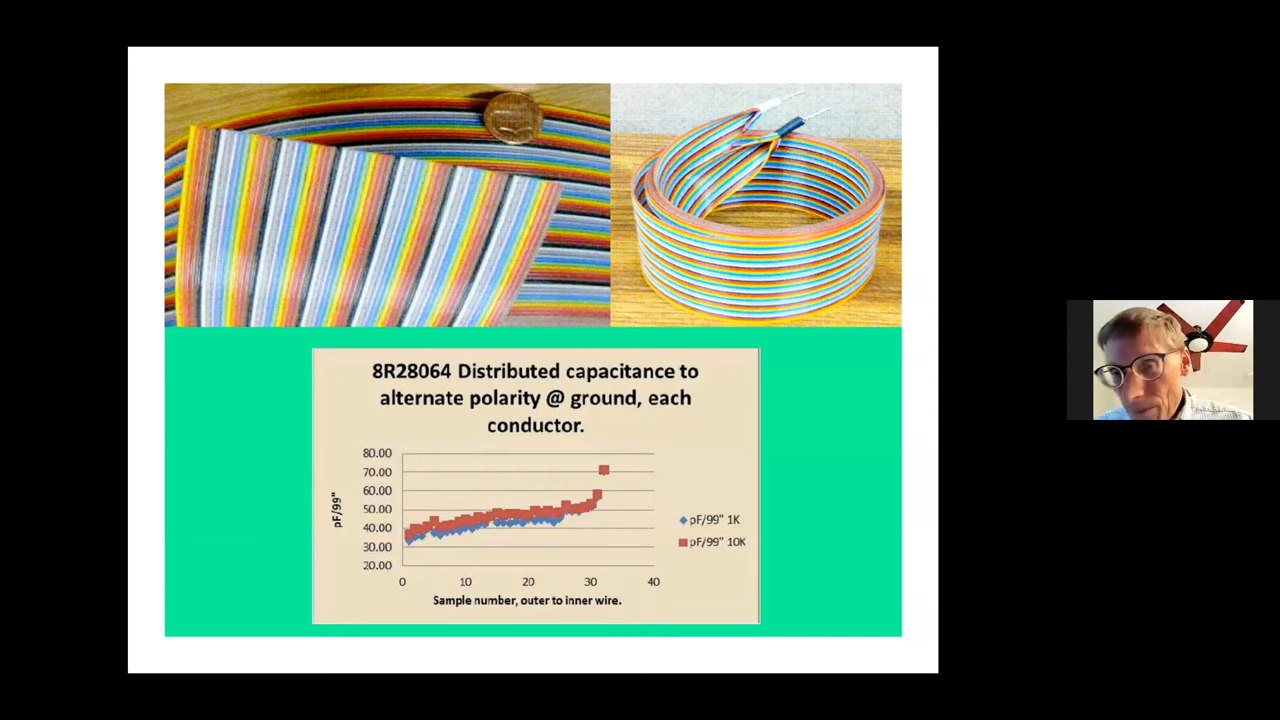 8R28064 Distributed capacitance to
alternate polarity @ ground, each
conductor.
80.00
70.00
60.00
50.00
40.00
30.00
20.00
pF/99"
0 10 20 30 40
Sample number, outer to inner wire.
pF/99" 1K
pF/99" 10K